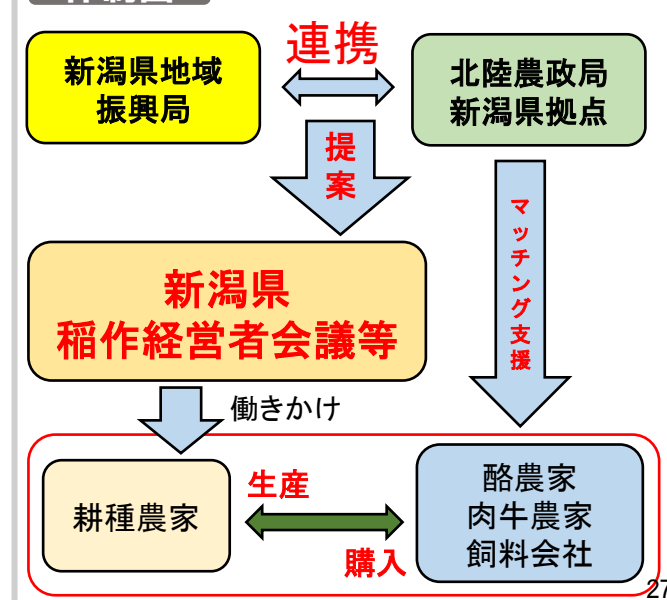 連携
新潟県地域
振興局
北陸農政局
新潟県拠点
提案
マッチング支援
新潟県
稲作経営者会議等
働きかけ
耕種農家
生産
購入
酪農家
肉牛農家
飼料会社
27